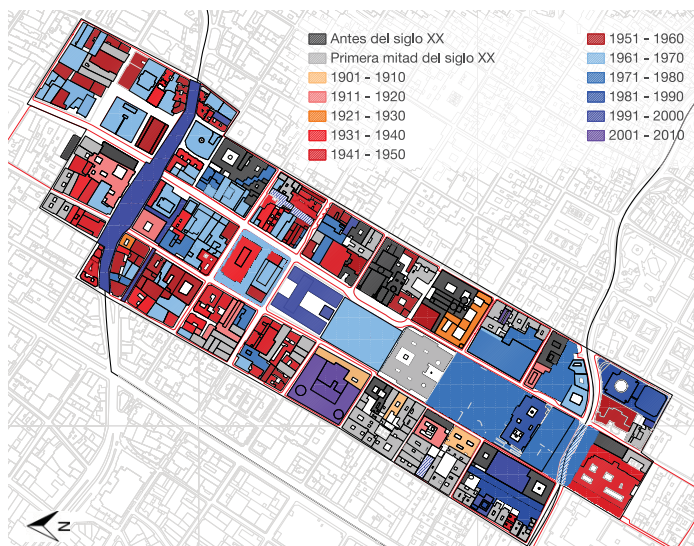 Antes del siglo XX
Primera mitad del siglo XX
1901 - 1910
1911 - 1920
1921 - 1930
1931 - 1940
1941 - 1950
1951 - 1960
1961 - 1970
1971 - 1980
1981 - 1990
1991 - 2000
2001 - 2010
N